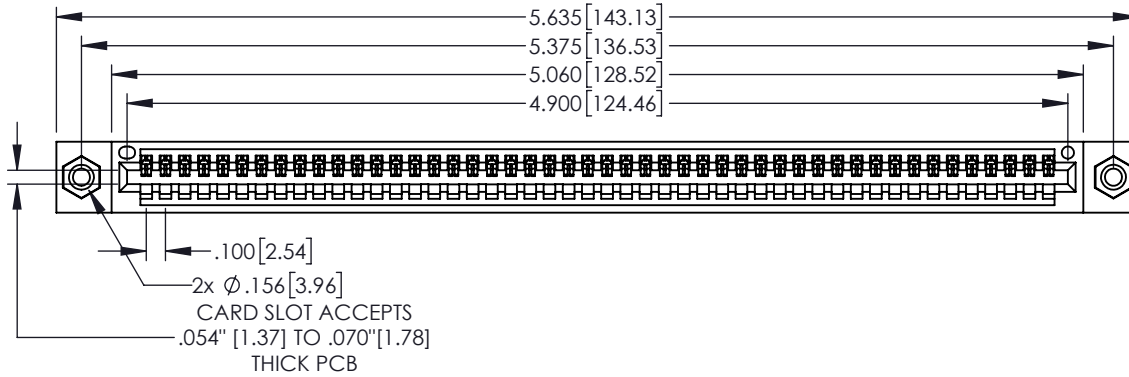 5.635[143.13]
5.375[136.53]
5.060[128.52]
4.900[124.46]
.100[2.54]
2x Ø.156[3.96]
CARD SLOT ACCEPTS
.054" [1.37] TO .070"[1.78]
THICK PCB